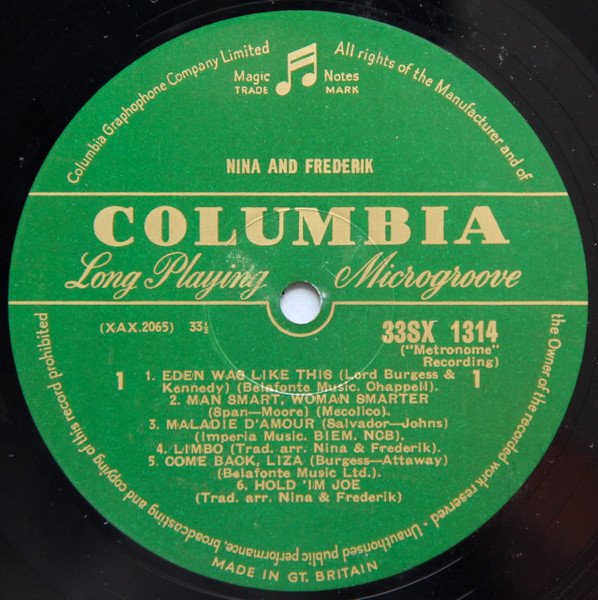 Columbia Graphophone Company Limited
All rights of the Manufacturer and of the Owner of the recorded work reserved · Unauthorised public performance, broadcasting and copying of this record prohibited
Magic Notes
TRADE MARK
NINA AND FREDERIK
COLUMBIA
Long Playing Microgroove
(XAX.2065) 33⅓
33SX 1314
("Metronome"
Recording)
1 1
1. EDEN WAS LIKE THIS (Lord Burgess &
Kennedy) (Belafonte Music. Chappell).
2. MAN SMART, WOMAN SMARTER
(Span—Moore) (Mecolico).
3. MALADIE D'AMOUR (Salvador—Johns)
(Imperia Music. BIEM. NCB).
4. LIMBO (Trad. arr. Nina & Frederik).
5. COME BACK, LIZA (Burgess—Attaway)
(Belafonte Music Ltd.).
6. HOLD 'IM JOE
(Trad. arr. Nina & Frederik)
MADE IN GT. BRITAIN